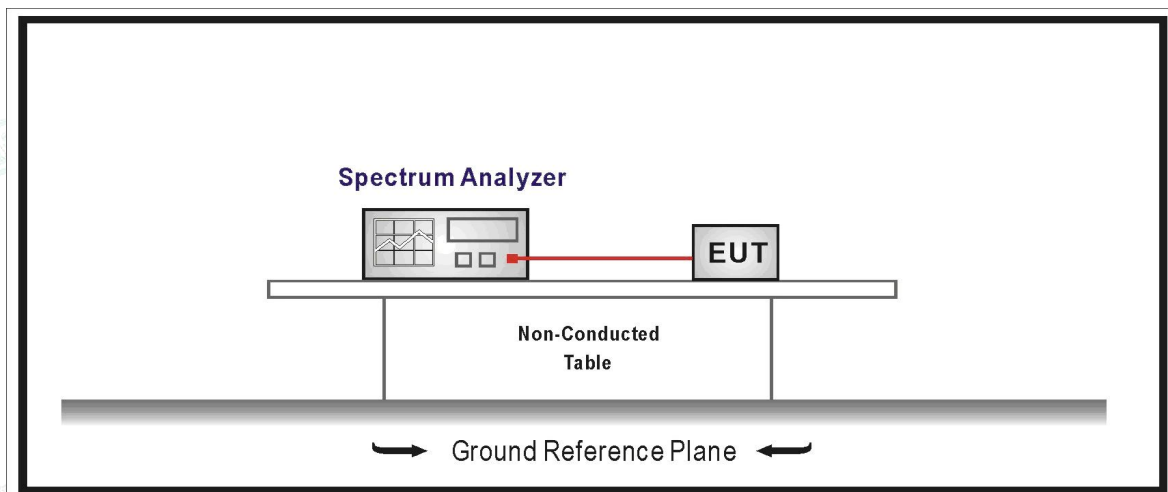 Spectrum Analyzer
EUT
Non-Conducted
Table
Ground Reference Plane